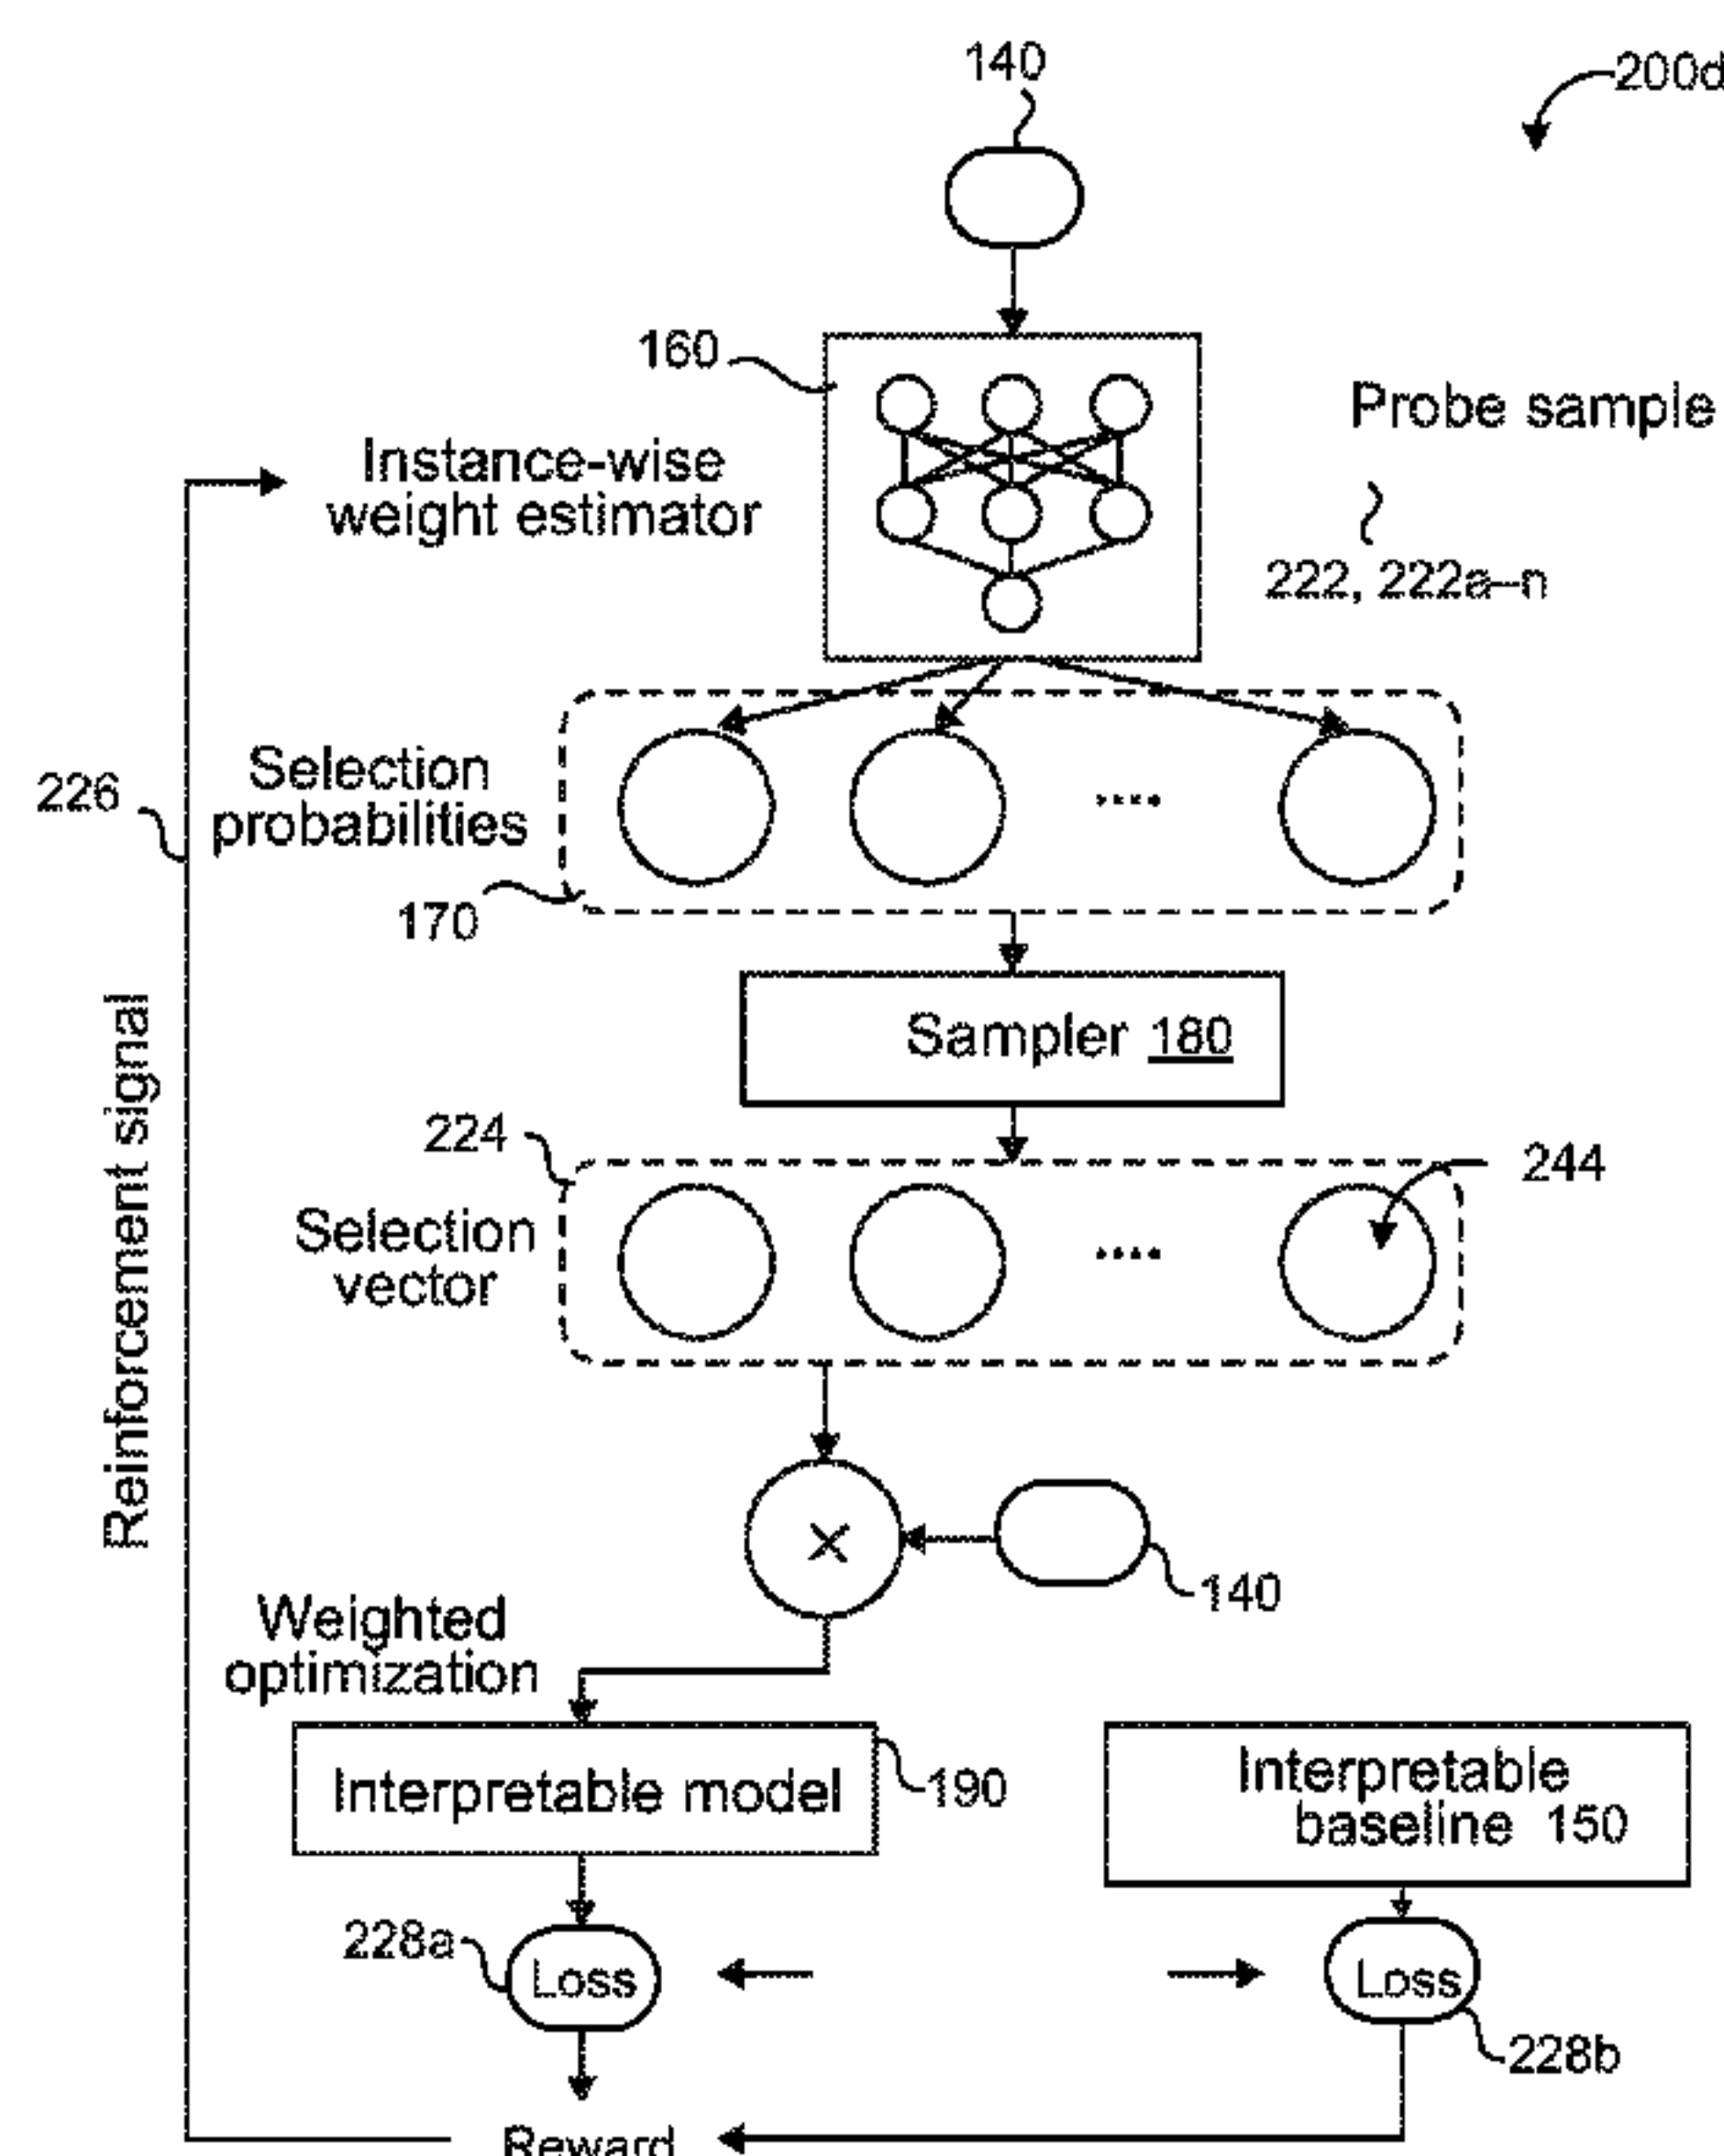 140
200d
160
Probe sample
Instance-wise
weight estimator
222, 222a–n
226
Selection
probabilities
170
Sampler 180
224
244
Selection
vector
Reinforcement signal
140
Weighted
optimization
Interpretable model
190
Interpretable
baseline 150
228a
Loss
Loss
228b
Reward